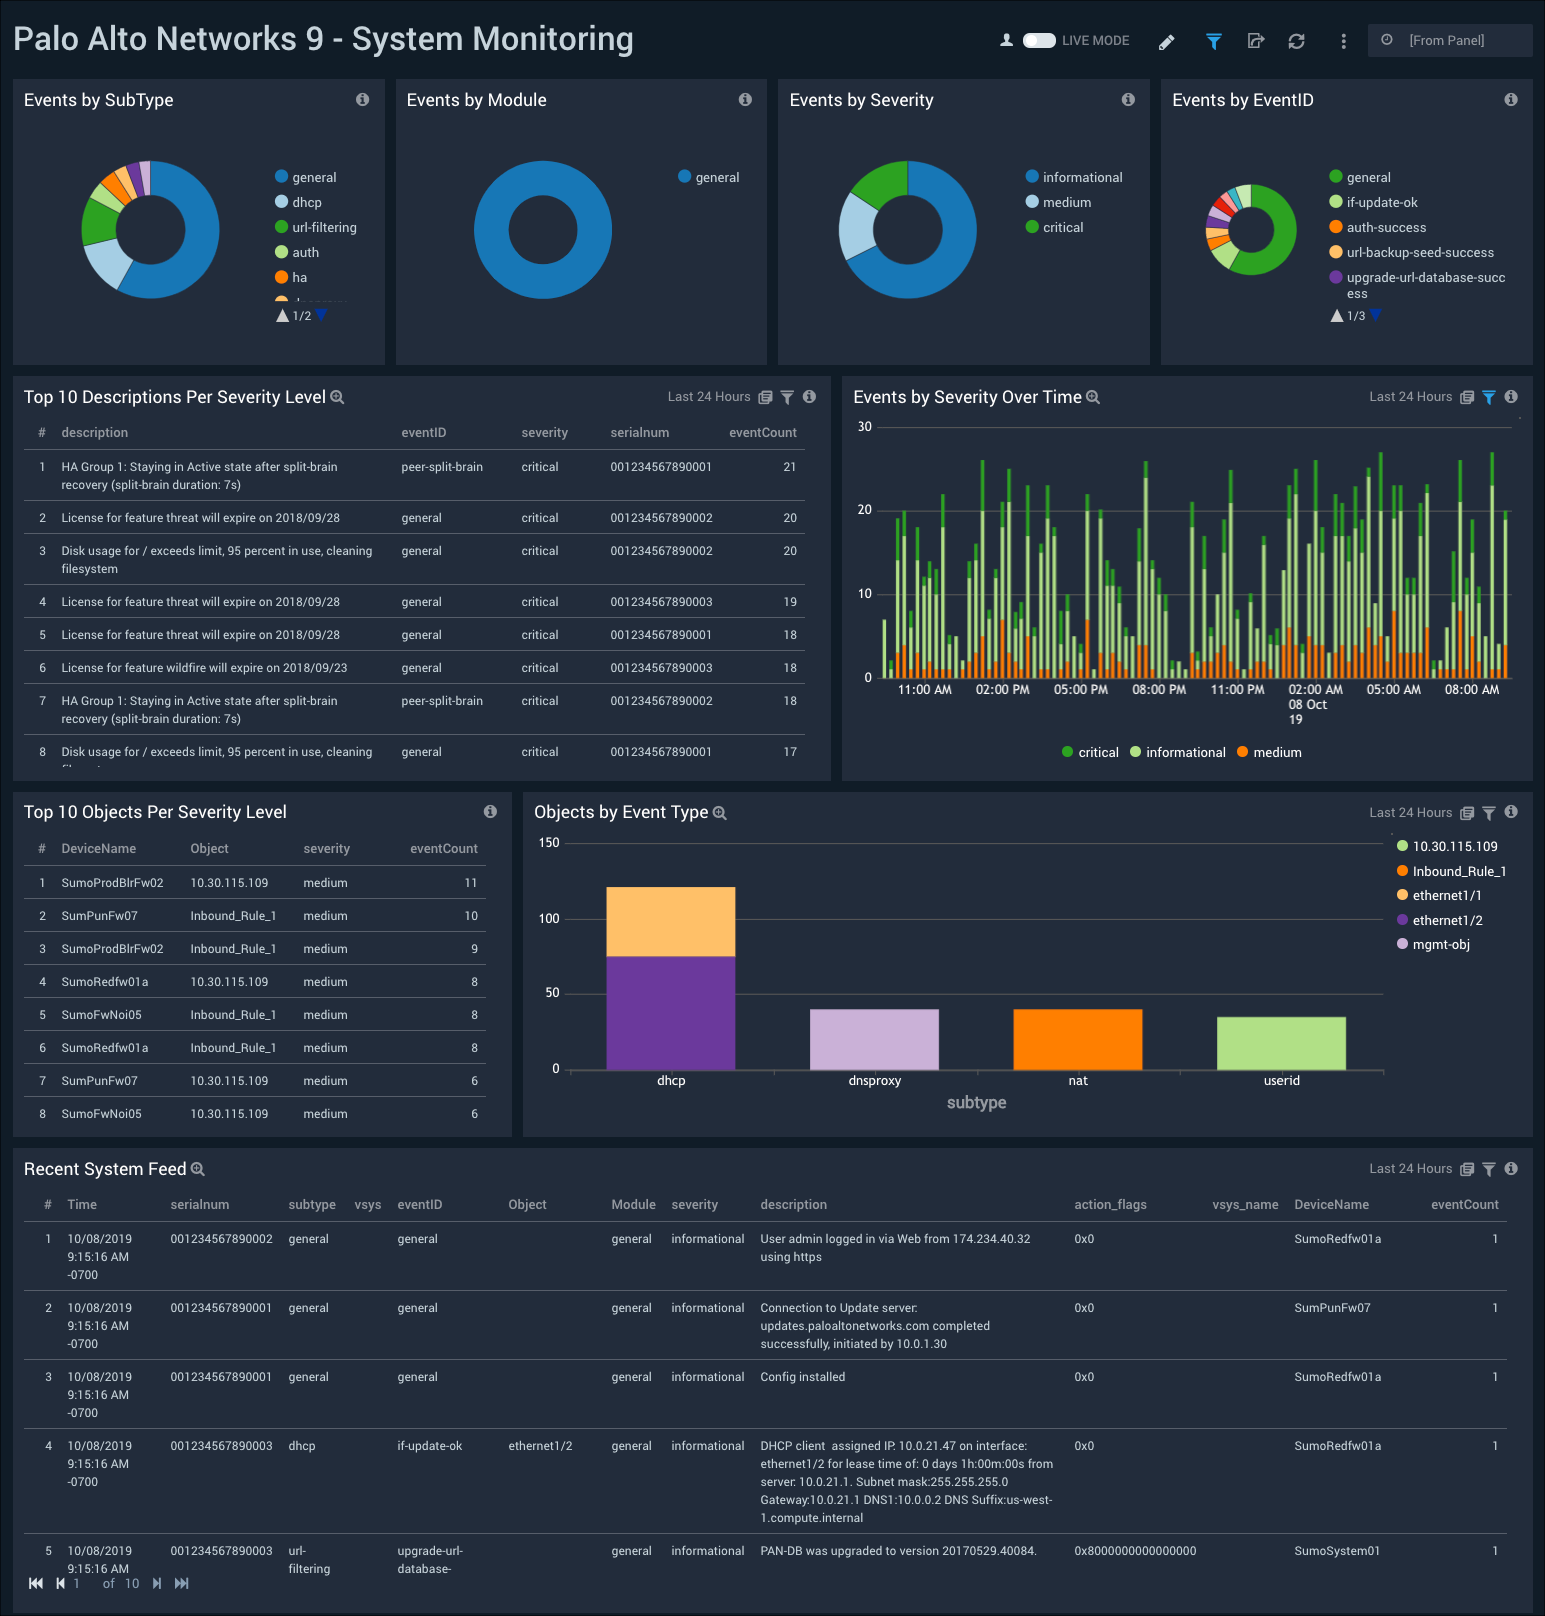 Palo Alto Networks 9 - System Monitoring
LIVE MODE
[From Panel]
Events by SubType
general
dhcp
url-filtering
auth
ha
1/2
Events by Module
general
Events by Severity
informational
medium
critical
Events by EventID
general
if-update-ok
auth-success
url-backup-seed-success
upgrade-url-database-succ
ess
1/3
Top 10 Descriptions Per Severity Level
Last 24 Hours
# description eventID severity serialnum eventCount
1 HA Group 1: Staying in Active state after split-brain peer-split-brain critical 001234567890001 21
recovery (split-brain duration: 7s)
2 License for feature threat will expire on 2018/09/28 general critical 001234567890002 20
3 Disk usage for / exceeds limit, 95 percent in use, cleaning general critical 001234567890002 20
filesystem
4 License for feature threat will expire on 2018/09/28 general critical 001234567890003 19
5 License for feature threat will expire on 2018/09/28 general critical 001234567890001 18
6 License for feature wildfire will expire on 2018/09/23 general critical 001234567890003 18
7 HA Group 1: Staying in Active state after split-brain peer-split-brain critical 001234567890002 18
recovery (split-brain duration: 7s)
8 Disk usage for / exceeds limit, 95 percent in use, cleaning general critical 001234567890001 17
Events by Severity Over Time
Last 24 Hours
30
20
10
0
11:00 AM 02:00 PM 05:00 PM 08:00 PM 11:00 PM 02:00 AM 05:00 AM 08:00 AM
08 Oct
19
critical informational medium
Top 10 Objects Per Severity Level
# DeviceName Object severity eventCount
1 SumoProdBlrFw02 10.30.115.109 medium 11
2 SumPunFw07 Inbound_Rule_1 medium 10
3 SumoProdBlrFw02 Inbound_Rule_1 medium 9
4 SumoRedfw01a 10.30.115.109 medium 8
5 SumoFwNoi05 Inbound_Rule_1 medium 8
6 SumoRedfw01a Inbound_Rule_1 medium 8
7 SumPunFw07 10.30.115.109 medium 6
8 SumoFwNoi05 10.30.115.109 medium 6
Objects by Event Type
Last 24 Hours
150
100
50
0
dhcp dnsproxy nat userid
subtype
10.30.115.109
Inbound_Rule_1
ethernet1/1
ethernet1/2
mgmt-obj
Recent System Feed
Last 24 Hours
# Time serialnum subtype vsys eventID Object Module severity description action_flags vsys_name DeviceName eventCount
1 10/08/2019 001234567890002 general general general informational User admin logged in via Web from 174.234.40.32 0x0 SumoRedfw01a 1
9:15:16 AM using https
-0700
2 10/08/2019 001234567890001 general general general informational Connection to Update server: 0x0 SumPunFw07 1
9:15:16 AM updates.paloaltonetworks.com completed
-0700 successfully, initiated by 10.0.1.30
3 10/08/2019 001234567890001 general general general informational Config installed 0x0 SumoRedfw01a 1
9:15:16 AM
-0700
4 10/08/2019 001234567890003 dhcp if-update-ok ethernet1/2 general informational DHCP client assigned IP: 10.0.21.47 on interface: 0x0 SumoRedfw01a 1
9:15:16 AM ethernet1/2 for lease time of: 0 days 1h:00m:00s from
-0700 server: 10.0.21.1. Subnet mask:255.255.255.0
Gateway:10.0.21.1 DNS1:10.0.0.2 DNS Suffix:us-west-
1.compute.internal
5 10/08/2019 001234567890003 url- upgrade-url- general informational PAN-DB was upgraded to version 20170529.40084. 0x8000000000000000 SumoSystem01 1
9:15:16 AM filtering database-
1 of 10